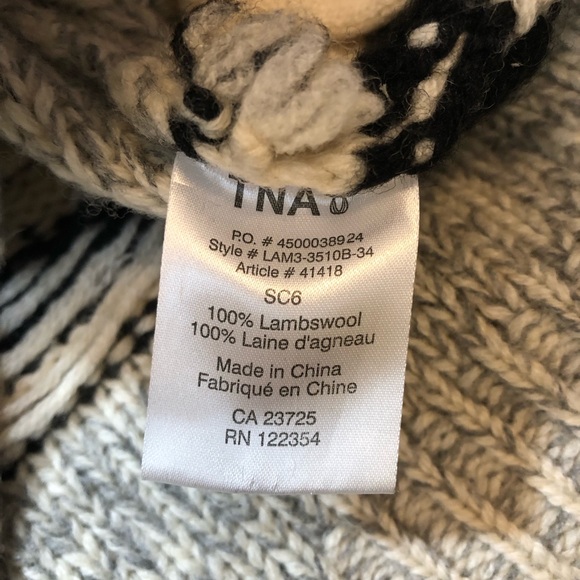 TNA
P.O. # 4500038924
Style # LAM3-3510B-34
Article # 41418
SC6
100% Lambswool
100% Laine d'agneau
Made in China
Fabriqué en Chine
CA 23725
RN 122354